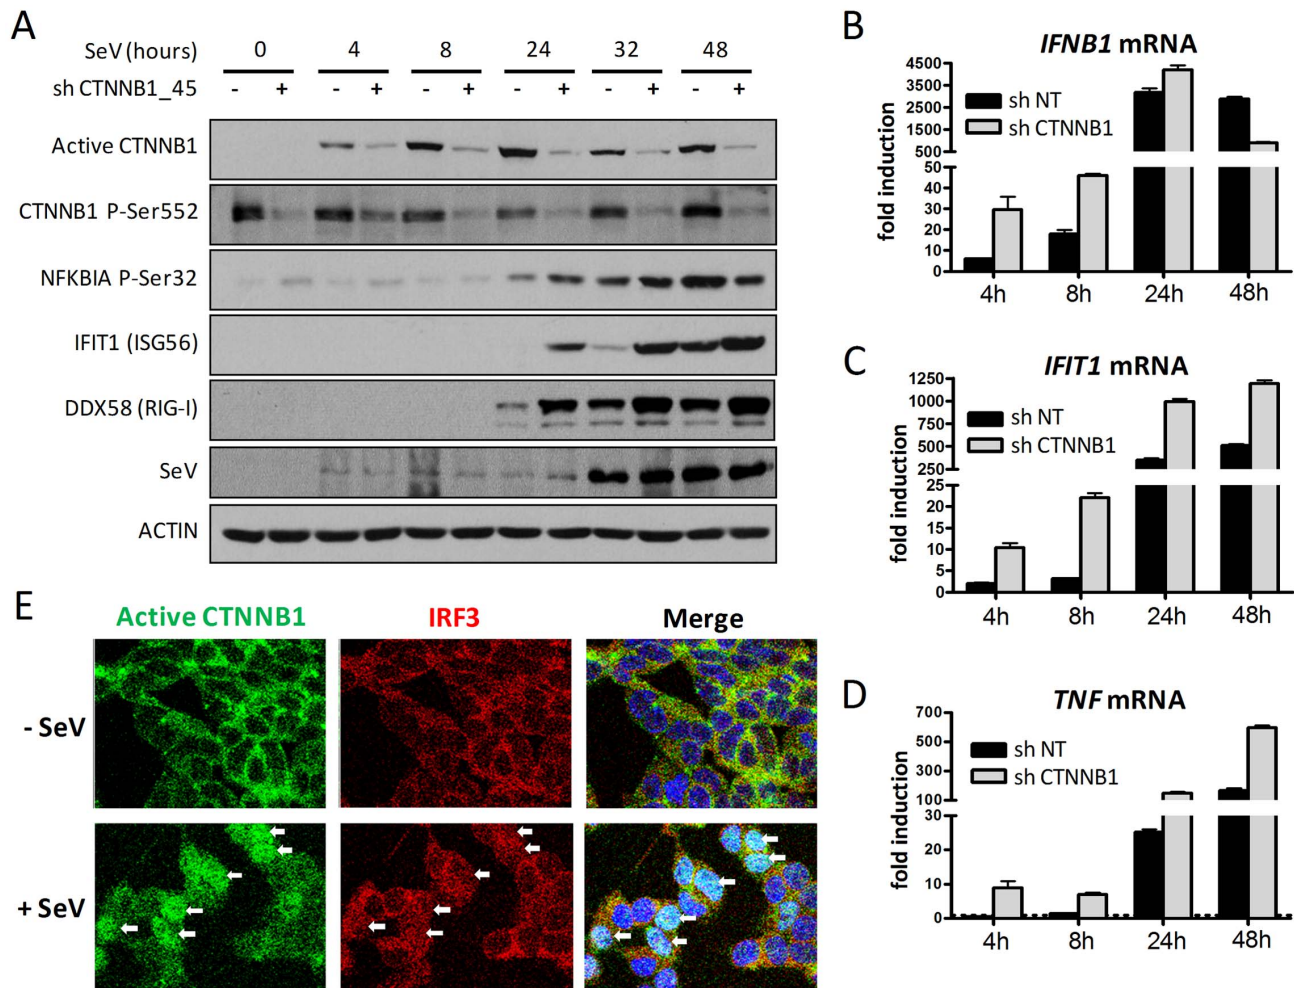 A
SeV (hours) 0 4 8 24 32 48
sh CTNNB1_45 - + - + - + - + - + - +
Active CTNNB1
CTNNB1 P-Ser552
NFKBIA P-Ser32
IFIT1 (ISG56)
DDX58 (RIG-I)
SeV
ACTIN
B
IFNB1 mRNA
fold induction
4500
3500
2500
1500
500
50
40
30
20
10
0
sh NT
sh CTNNB1
4h 8h 24h 48h
C
IFIT1 mRNA
fold induction
1250
1000
750
500
250
25
20
15
10
5
0
sh NT
sh CTNNB1
4h 8h 24h 48h
D
TNF mRNA
fold induction
700
500
300
100
30
20
10
0
sh NT
sh CTNNB1
4h 8h 24h 48h
E
Active CTNNB1 IRF3 Merge
- SeV
+ SeV